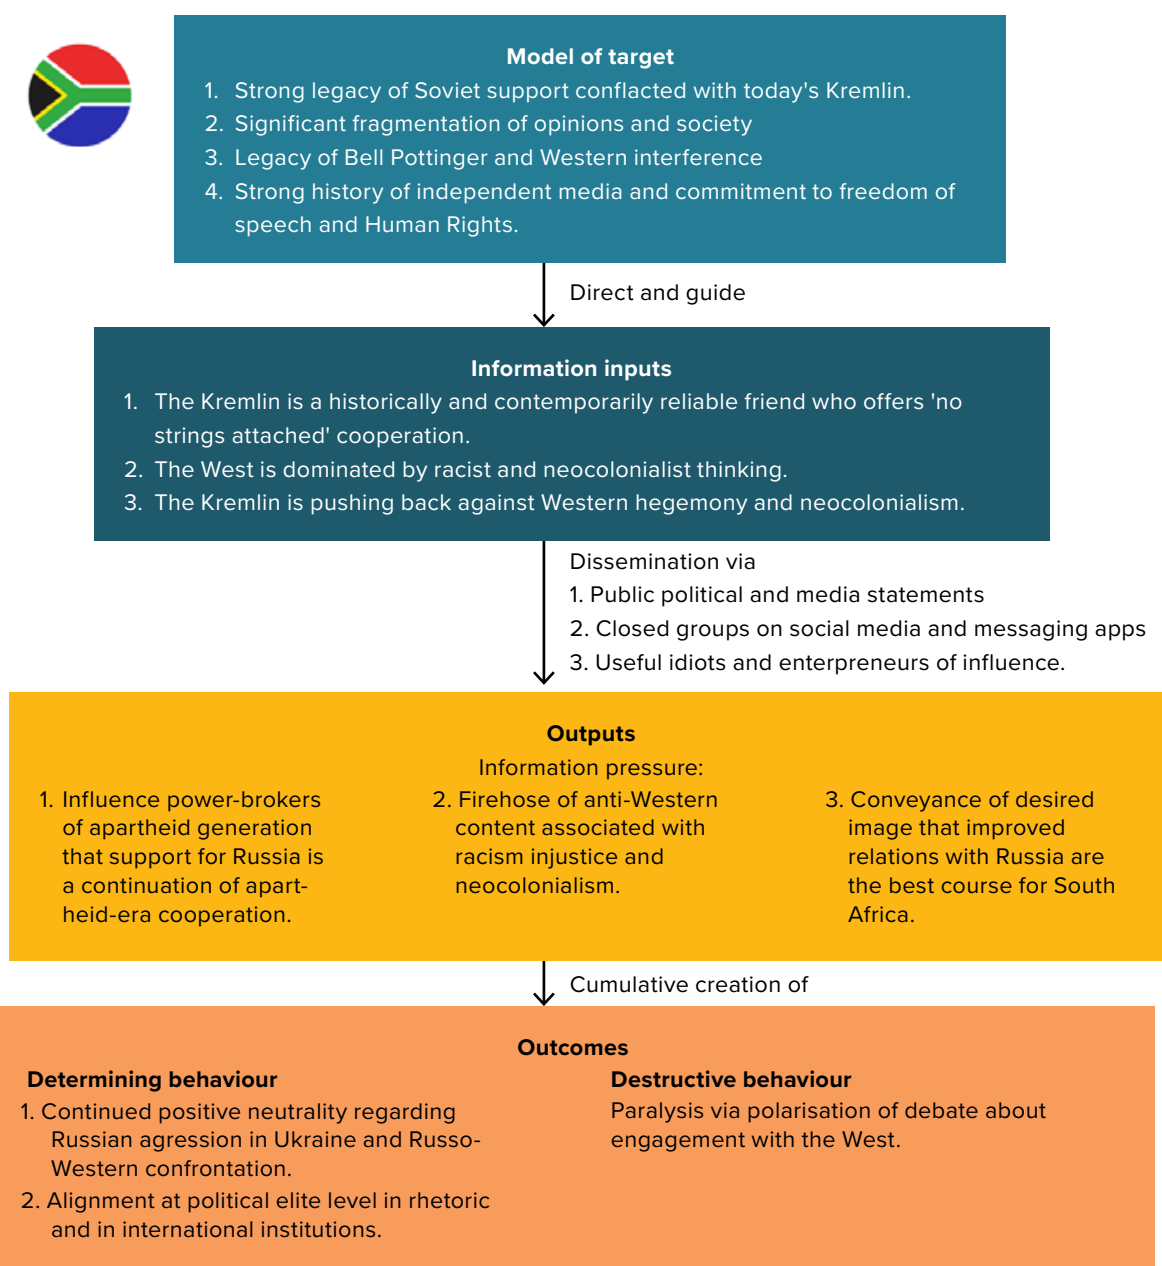 Model of target
1. Strong legacy of Soviet support conflacted with today's Kremlin.
2. Significant fragmentation of opinions and society
3. Legacy of Bell Pottinger and Western interference
4. Strong history of independent media and commitment to freedom of
speech and Human Rights.
Direct and guide
Information inputs
1. The Kremlin is a historically and contemporarily reliable friend who offers 'no
strings attached' cooperation.
2. The West is dominated by racist and neocolonialist thinking.
3. The Kremlin is pushing back against Western hegemony and neocolonialism.
Dissemination via
1. Public political and media statements
2. Closed groups on social media and messaging apps
3. Useful idiots and enterpreneurs of influence.
Outputs
Information pressure:
1. Influence power-brokers
of apartheid generation
that support for Russia is
a continuation of apart-
heid-era cooperation.
2. Firehose of anti-Western
content associated with
racism injustice and
neocolonialism.
3. Conveyance of desired
image that improved
relations with Russia are
the best course for South
Africa.
Cumulative creation of
Outcomes
Determining behaviour
1. Continued positive neutrality regarding
Russian agression in Ukraine and Russo-
Western confrontation.
2. Alignment at political elite level in rhetoric
and in international institutions.
Destructive behaviour
Paralysis via polarisation of debate about
engagement with the West.